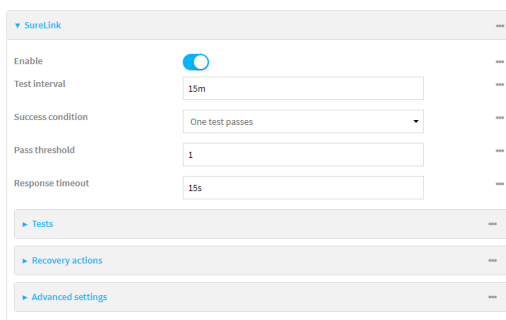 SureLink
Enable
Test interval
15m
Success condition
One test passes
Pass threshold
1
Response timeout
15s
Tests
Recovery actions
Advanced settings